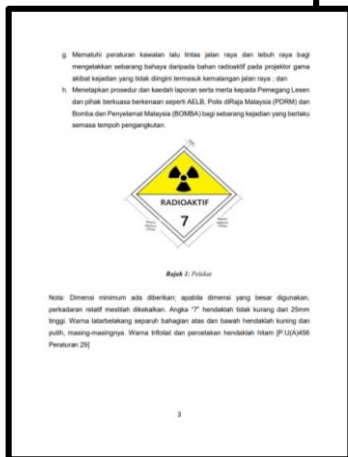 g. Mematuhi peraturan kawalan lalu lintas jalan raya dan lebuh raya bagi
mengelakkan sebarang bahaya daripada bahan radioaktif pada projektor gama
akibat kejadian yang tidak diingini termasuk kemalangan jalan raya ; dan
h. Menetapkan prosedur dan kaedah laporan serta merta kepada Pemegang Lesen
dan pihak berkuasa berkenaan seperti AELB, Polis diRaja Malaysia (PDRM) dan
Bomba dan Penyelamat Malaysia (BOMBA) bagi sebarang kejadian yang berlaku
semasa tempoh pengangkutan.
RADIOAKTIF
7
Rajah 1: Pelekat
Nota: Dimensi minimum ada diberikan; apabila dimensi yang besar digunakan,
perkadaran relatif mestilah dikekalkan. Angka "7" hendaklah tidak kurang dari 25mm
tinggi. Warna latarbelakang separuh bahagian atas dan bawah hendaklah kuning dan
putih, masing-masingnya. Warna trifoliat dan percetakan hendaklah hitam [P.U(A)456
Peraturan 29]
3